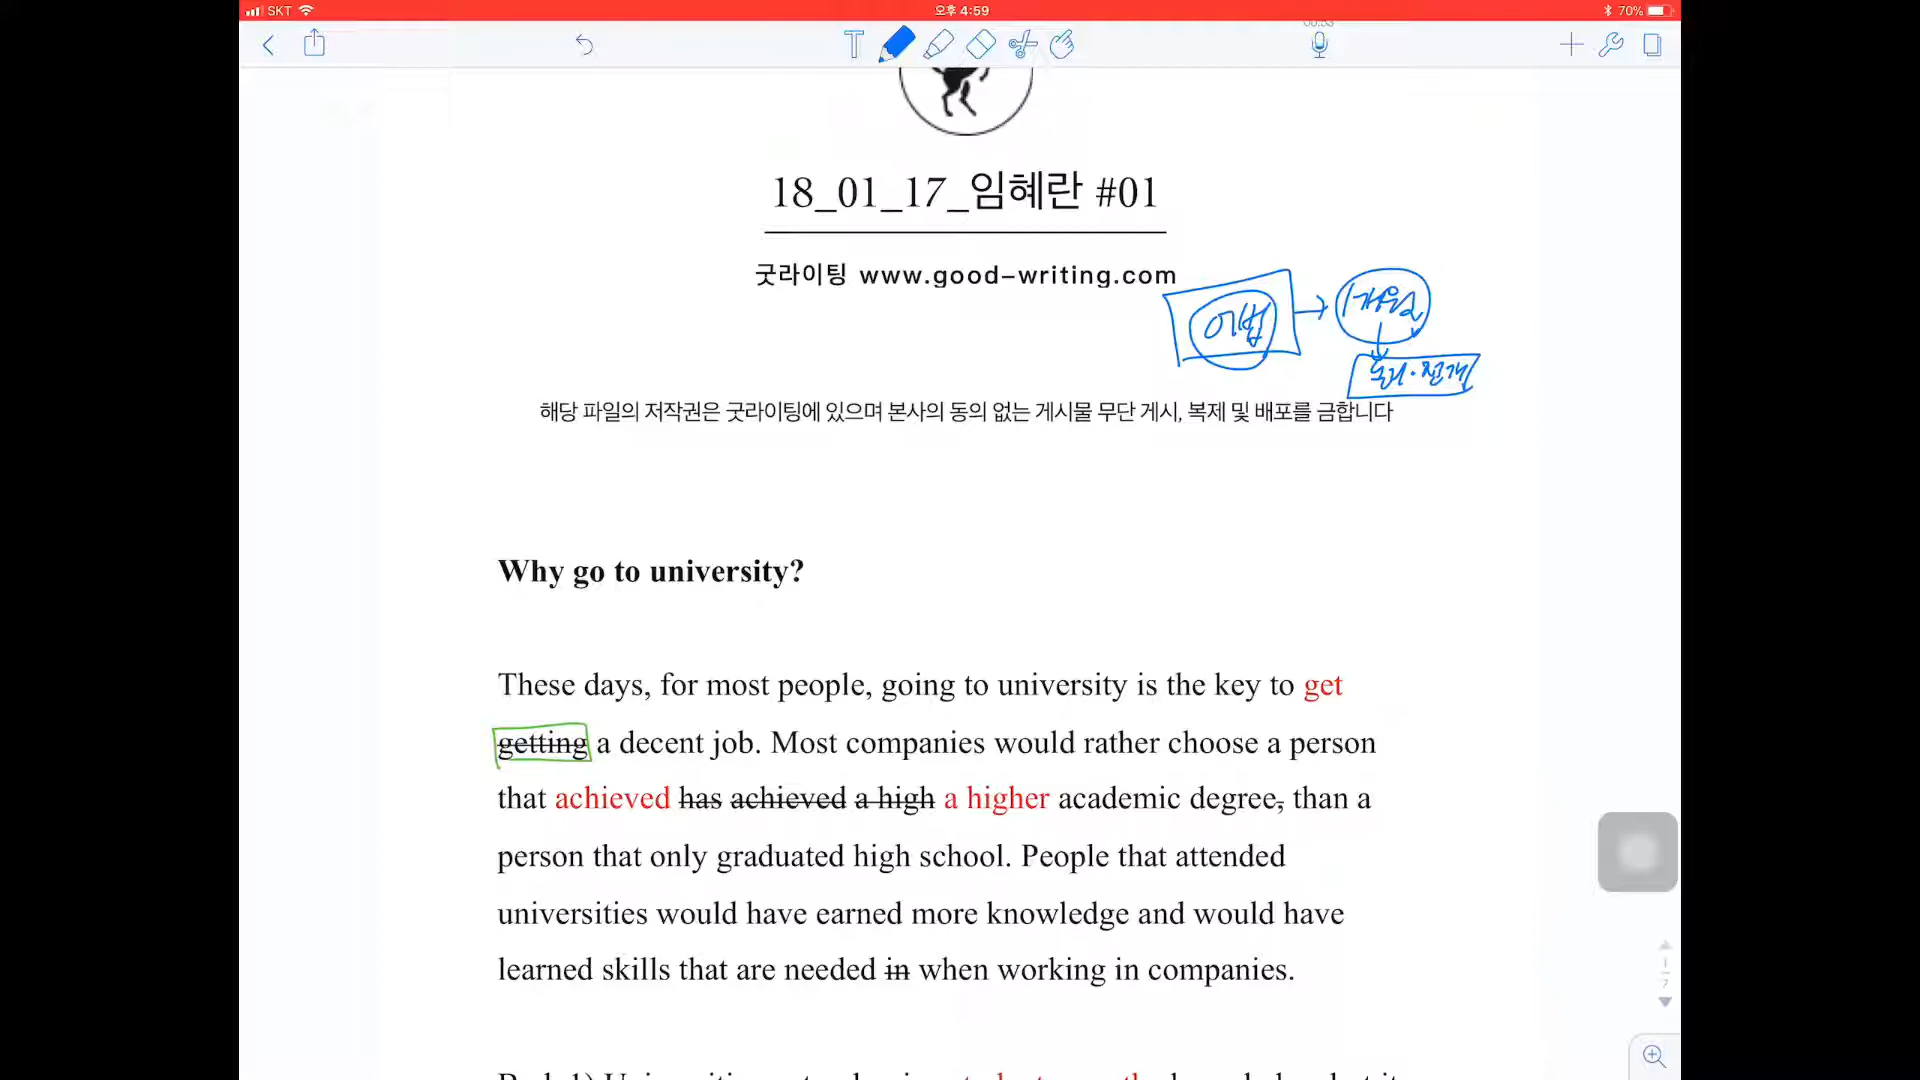 SKT 오후 4:59 70%
18_01_17_임혜란 #01
굿라이팅 www.good-writing.com
어법
1개월
논리·전개
해당 파일의 저작권은 굿라이팅에 있으며 본사의 동의 없는 게시물 무단 게시, 복제 및 배포를 금합니다
Why go to university?
These days, for most people, going to university is the key to get
getting a decent job. Most companies would rather choose a person
that achieved has achieved a high a higher academic degree, than a
person that only graduated high school. People that attended
universities would have earned more knowledge and would have
learned skills that are needed in when working in companies.